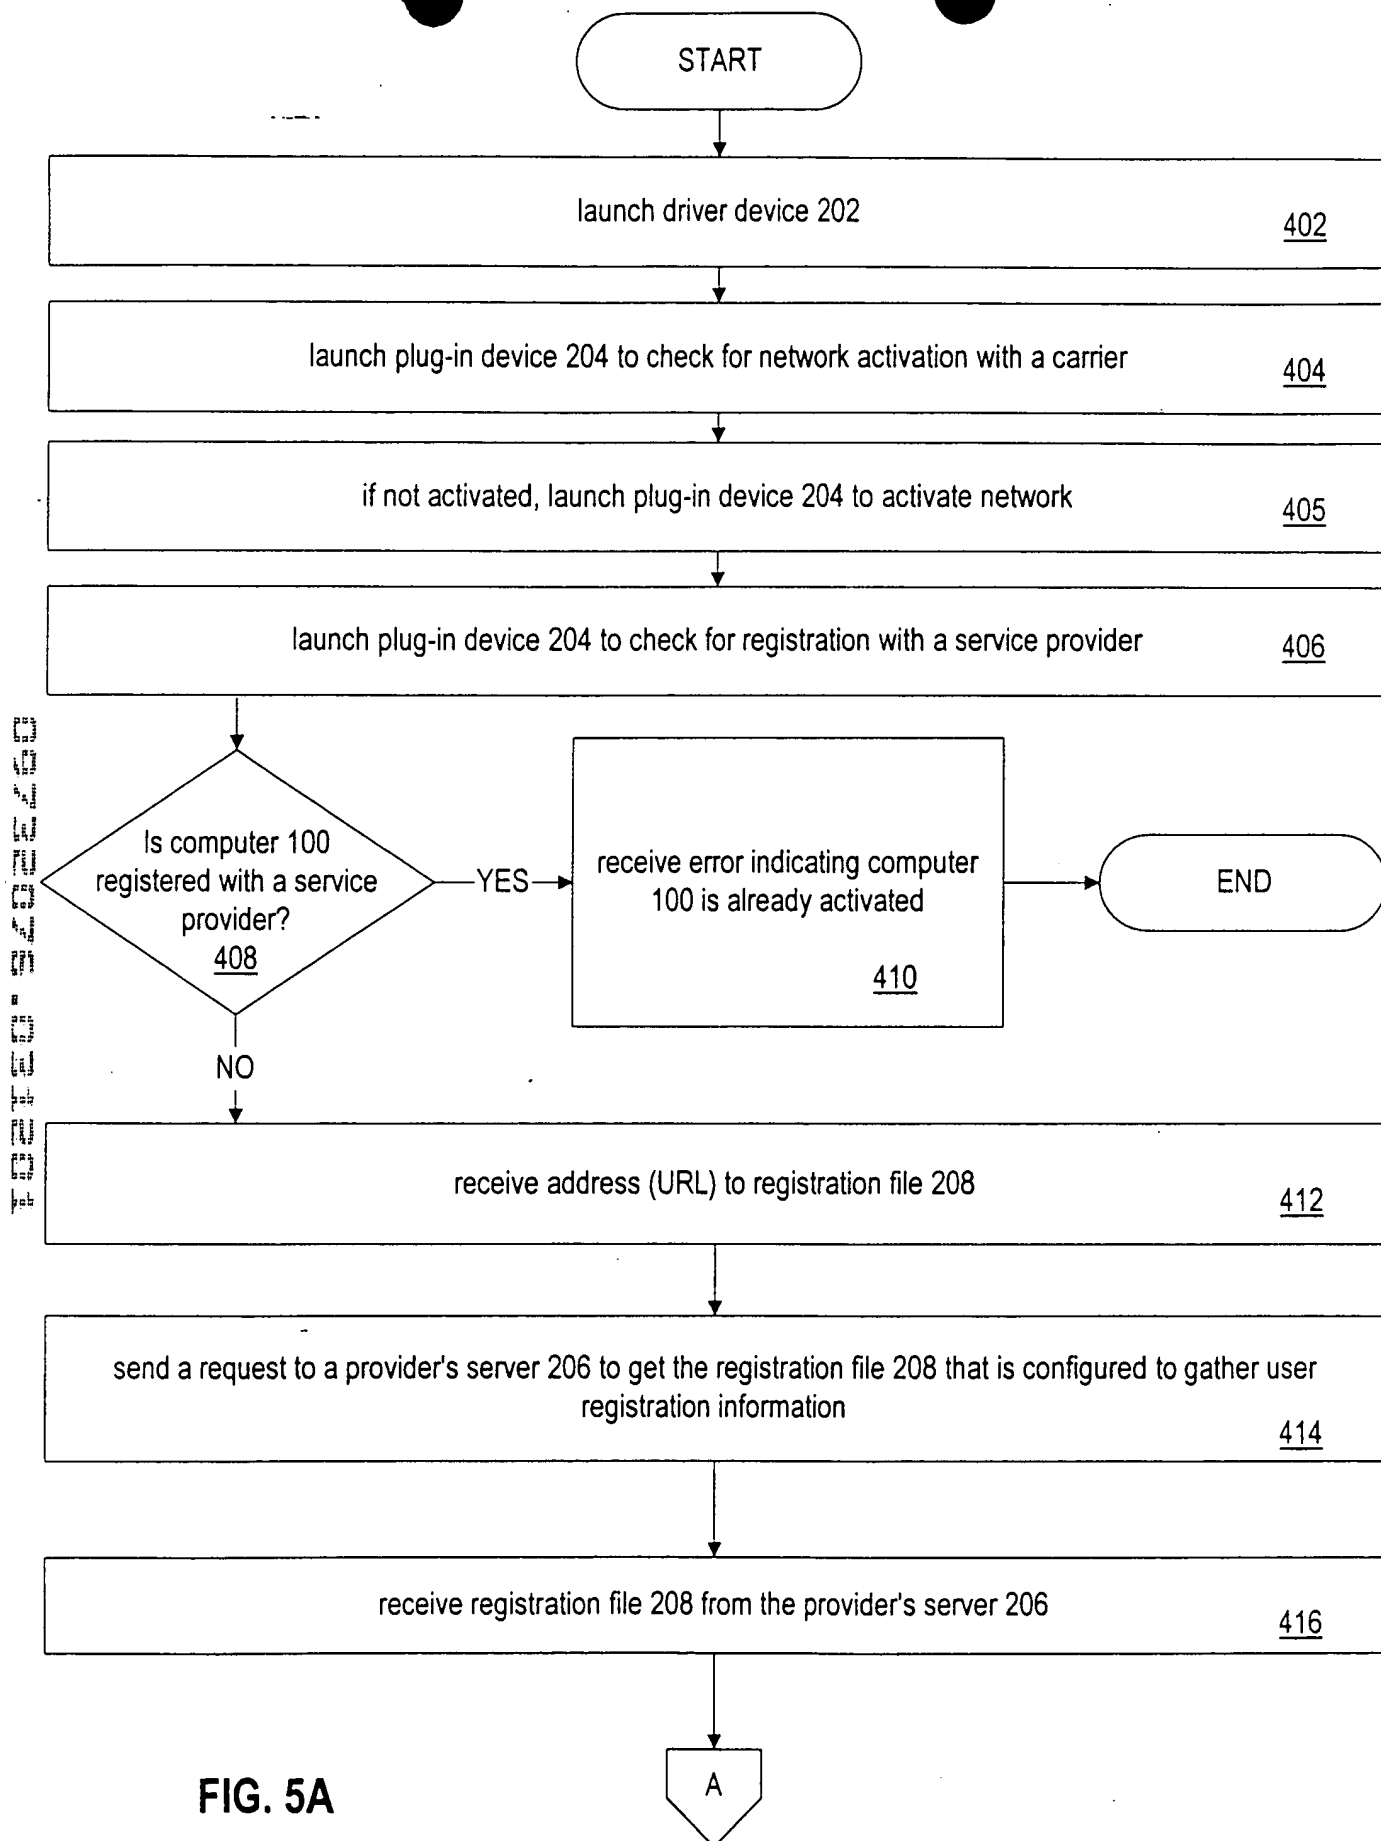 START
launch driver device 202
402
launch plug-in device 204 to check for network activation with a carrier
404
if not activated, launch plug-in device 204 to activate network
405
launch plug-in device 204 to check for registration with a service provider
406
Is computer 100
registered with a service
provider?
408
YES
receive error indicating computer
100 is already activated
410
END
NO
receive address (URL) to registration file 208
412
send a request to a provider's server 206 to get the registration file 208 that is configured to gather user
registration information
414
receive registration file 208 from the provider's server 206
416
A
FIG. 5A